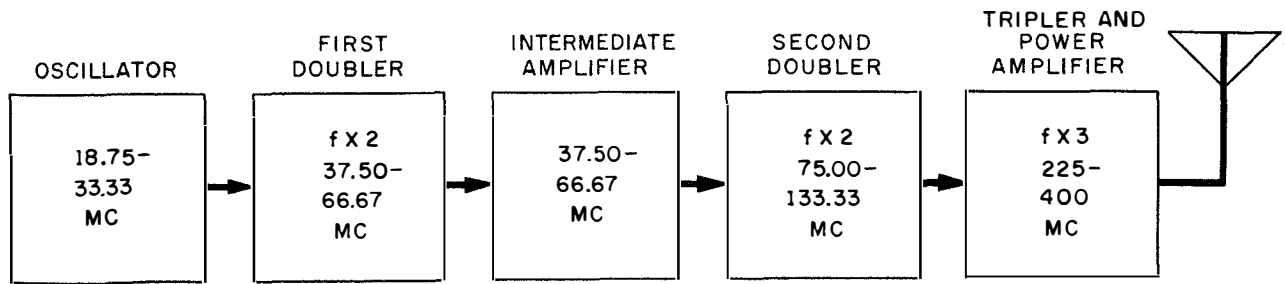 OSCILLATOR
18.75-
33.33
MC
FIRST
DOUBLER
f X 2
37.50-
66.67
MC
INTERMEDIATE
AMPLIFIER
37.50-
66.67
MC
SECOND
DOUBLER
f X 2
75.00-
133.33
MC
TRIPLER AND
POWER
AMPLIFIER
f X 3
225-
400
MC